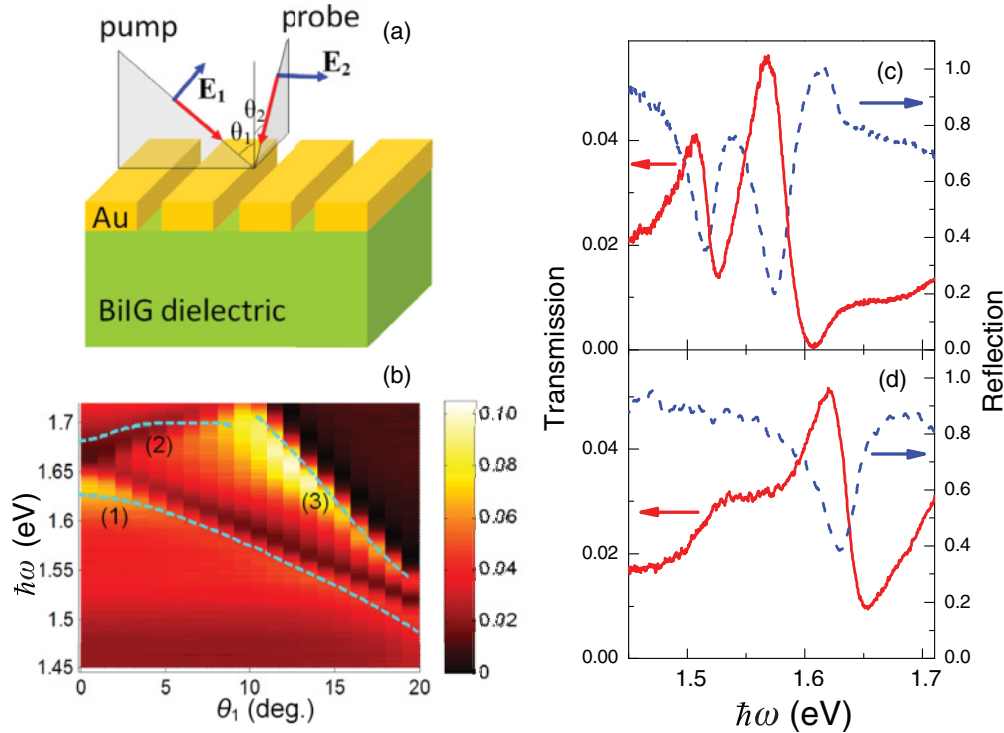 pump
probe
(a)
E₁
E₂
θ₂
θ₁
Au
BiIG dielectric
(b)
1.7
1.65
1.6
1.55
1.5
1.45
ħω (eV)
(1)
(2)
(3)
0 5 10 15 20
θ₁ (deg.)
0.10
0.08
0.06
0.04
0.02
0
(c)
0.04
0.02
0.00
1.0
0.8
0.6
0.4
0.2
0.0
Transmission
Reflection
(d)
0.04
0.02
0.00
1.0
0.8
0.6
0.4
0.2
0.0
1.5 1.6 1.7
ħω (eV)